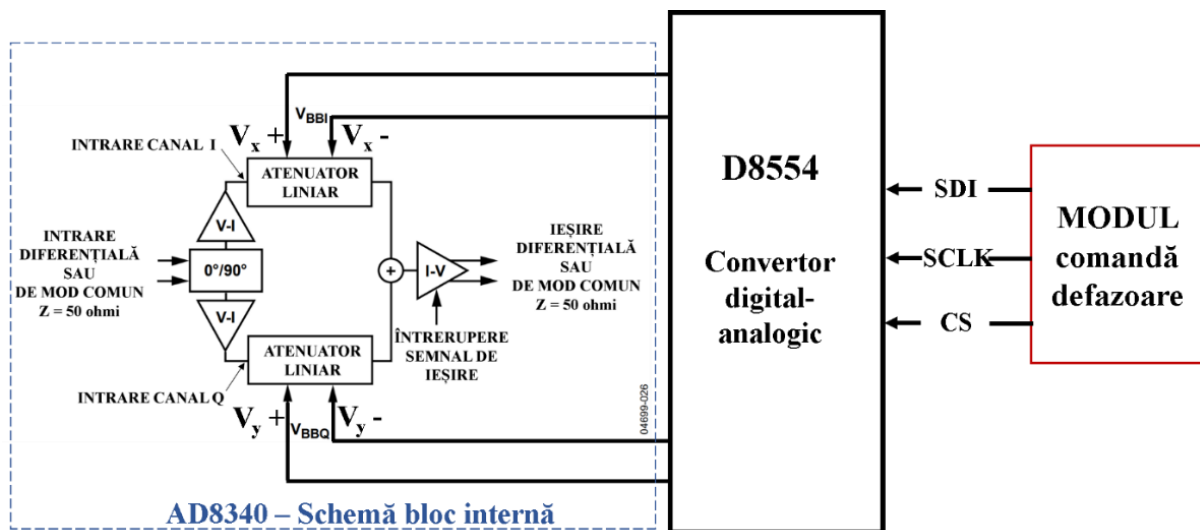 V_BBI
V_x +
V_x -
INTRARE CANAL I
ATENUATOR
LINIAR
V-I
INTRARE
DIFERENȚIALĂ
SAU
DE MOD COMUN
Z = 50 ohmi
0°/90°
V-I
+
I-V
IEȘIRE
DIFERENȚIALĂ
SAU
DE MOD COMUN
Z = 50 ohmi
ÎNTRERUPERE
SEMNAL DE
IEȘIRE
ATENUATOR
LINIAR
INTRARE CANAL Q
V_y +
V_BBQ
V_y -
04699-026
AD8340 – Schemă bloc internă
D8554
Convertor
digital-
analogic
SDI
SCLK
CS
MODUL
comandă
defazoare